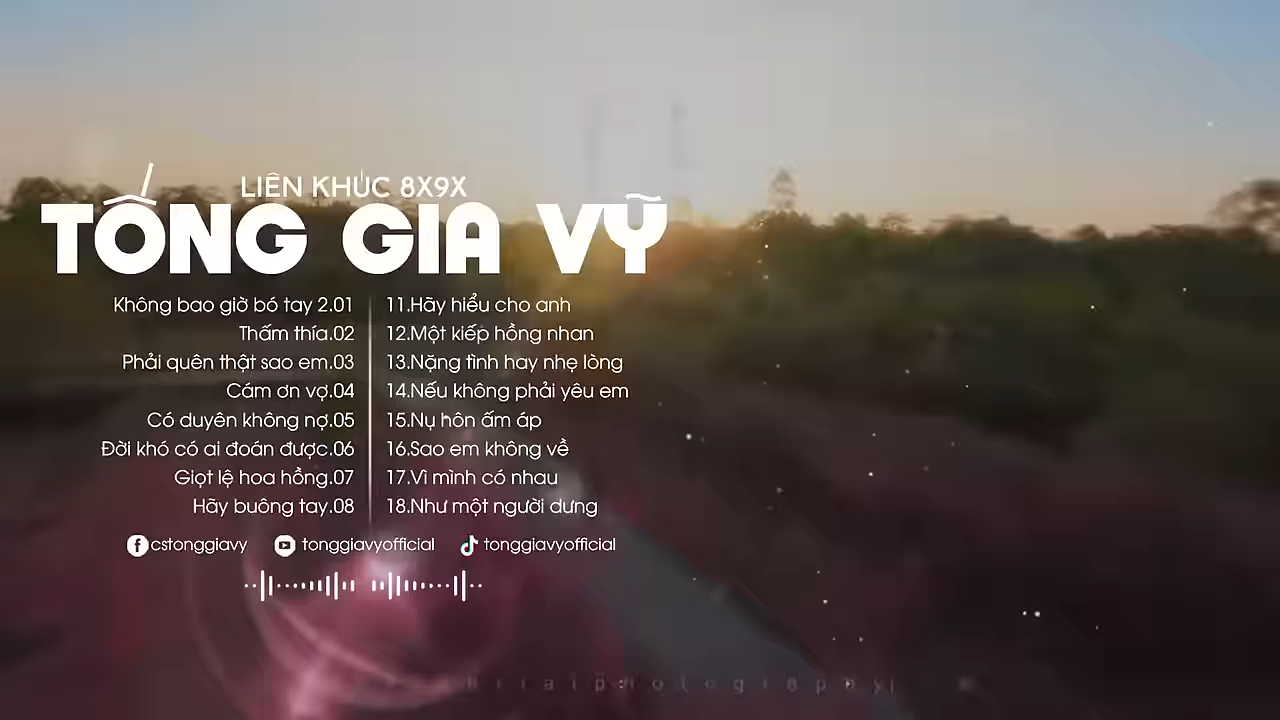 LIÊN KHÚC 8X9X
TỐNG GIA VỸ
Không bao giờ bó tay 2.01
Thấm thía.02
Phải quên thật sao em.03
Cám ơn vợ.04
Có duyên không nợ.05
Đời khó có ai đoán được.06
Giọt lệ hoa hồng.07
Hãy buông tay.08
11.Hãy hiểu cho anh
12.Một kiếp hồng nhan
13.Nặng tình hay nhẹ lòng
14.Nếu không phải yêu em
15.Nụ hôn ấm áp
16.Sao em không về
17.Vì mình có nhau
18.Như một người dưng
cstonggiavy tonggiavyofficial tonggiavyofficial